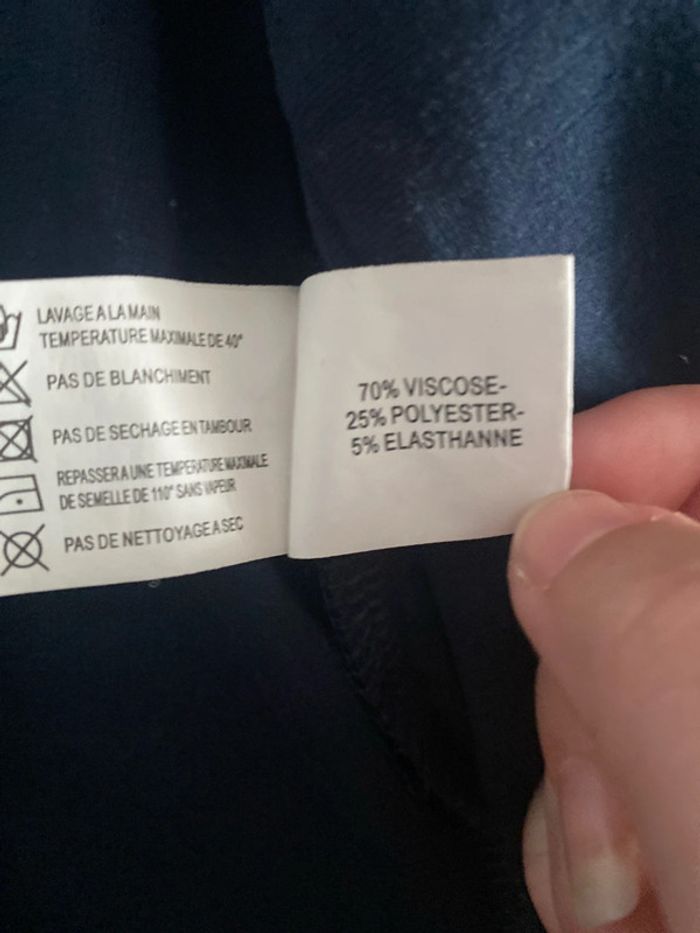 LAVAGE A LA MAIN
TEMPERATURE MAXIMALE DE 40°
PAS DE BLANCHIMENT
PAS DE SECHAGE EN TAMBOUR
REPASSER A UNE TEMPERATURE MAXIMALE
DE SEMELLE DE 110° SANS VAPEUR
PAS DE NETTOYAGE A SEC
70% VISCOSE-
25% POLYESTER-
5% ELASTHANNE